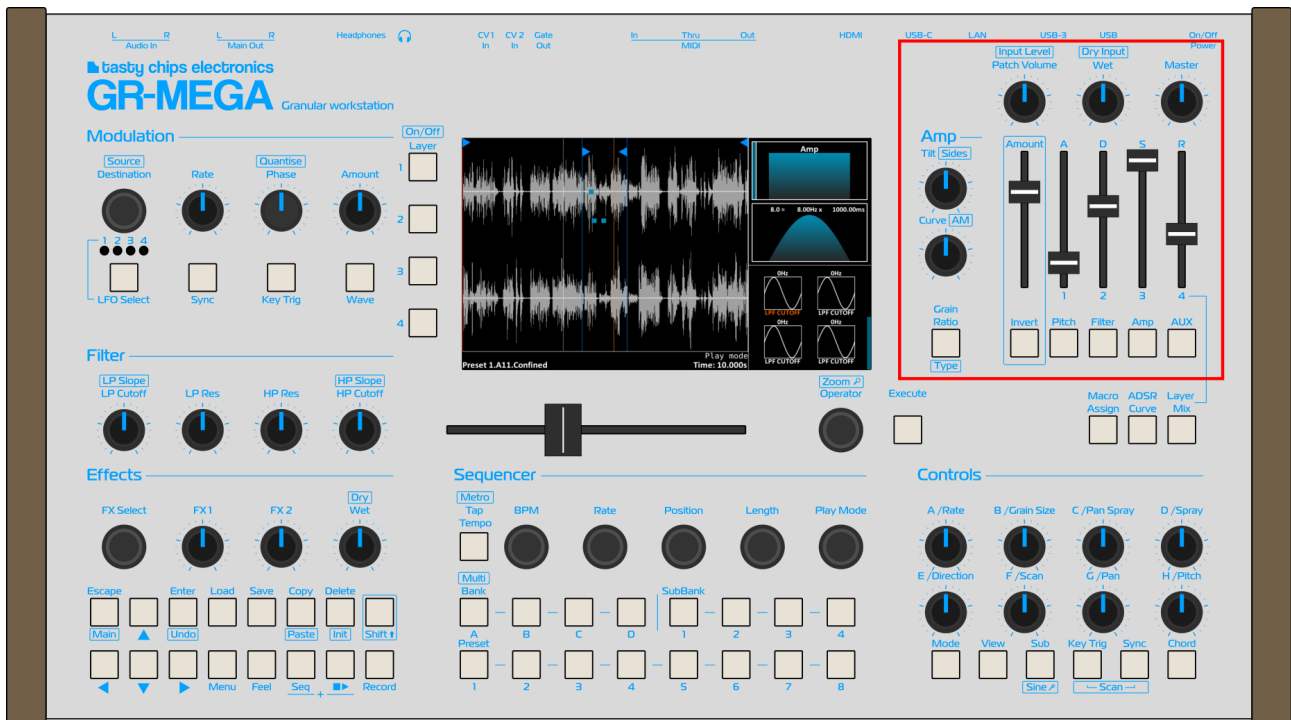 L R L R Headphones CV1 CV2 Gate In Thru Out HDMI USB-C LAN USB-3 USB On/Off
Audio In Main Out In In Out MIDI Power
tasty chips electronics
GR-MEGA Granular workstation
Input Level Dry Input
Patch Volume Wet Master
Modulation
On/Off
Layer
Source Quantise
Destination Rate Phase Amount
1
2
3
4
1 2 3 4
LFO Select Sync Key Trig Wave
Amp
8.0 = 8.00Hz x 1000.00ms
0Hz 0Hz
LPF CUTOFF LPF CUTOFF
0Hz 0Hz
LPF CUTOFF LPF CUTOFF
Play mode
Preset 1.A11.Confined Time: 10.000s
Amp
Tilt Sides
Curve AM
Grain
Ratio
Type
Amount A D S R
1 2 3 4
Invert Pitch Filter Amp AUX
Filter
LP Slope HP Slope
LP Cutoff LP Res HP Res HP Cutoff
Zoom
Operator Execute
Macro ADSR Layer
Assign Curve Mix
Effects
Dry
FX Select FX1 FX 2 Wet
Escape Enter Load Save Copy Delete
Main Undo Paste Init Shift
Menu Feel Seq + Record
Sequencer
Metro
Tap
Tempo
BPM Rate Position Length Play Mode
Multi
Bank SubBank
A B C D 1 2 3 4
Preset
1 2 3 4 5 6 7 8
Controls
A /Rate B /Grain Size C /Pan Spray D /Spray
E /Direction F /Scan G /Pan H /Pitch
Mode View Sub Key Trig Sync Chord
Sine Scan